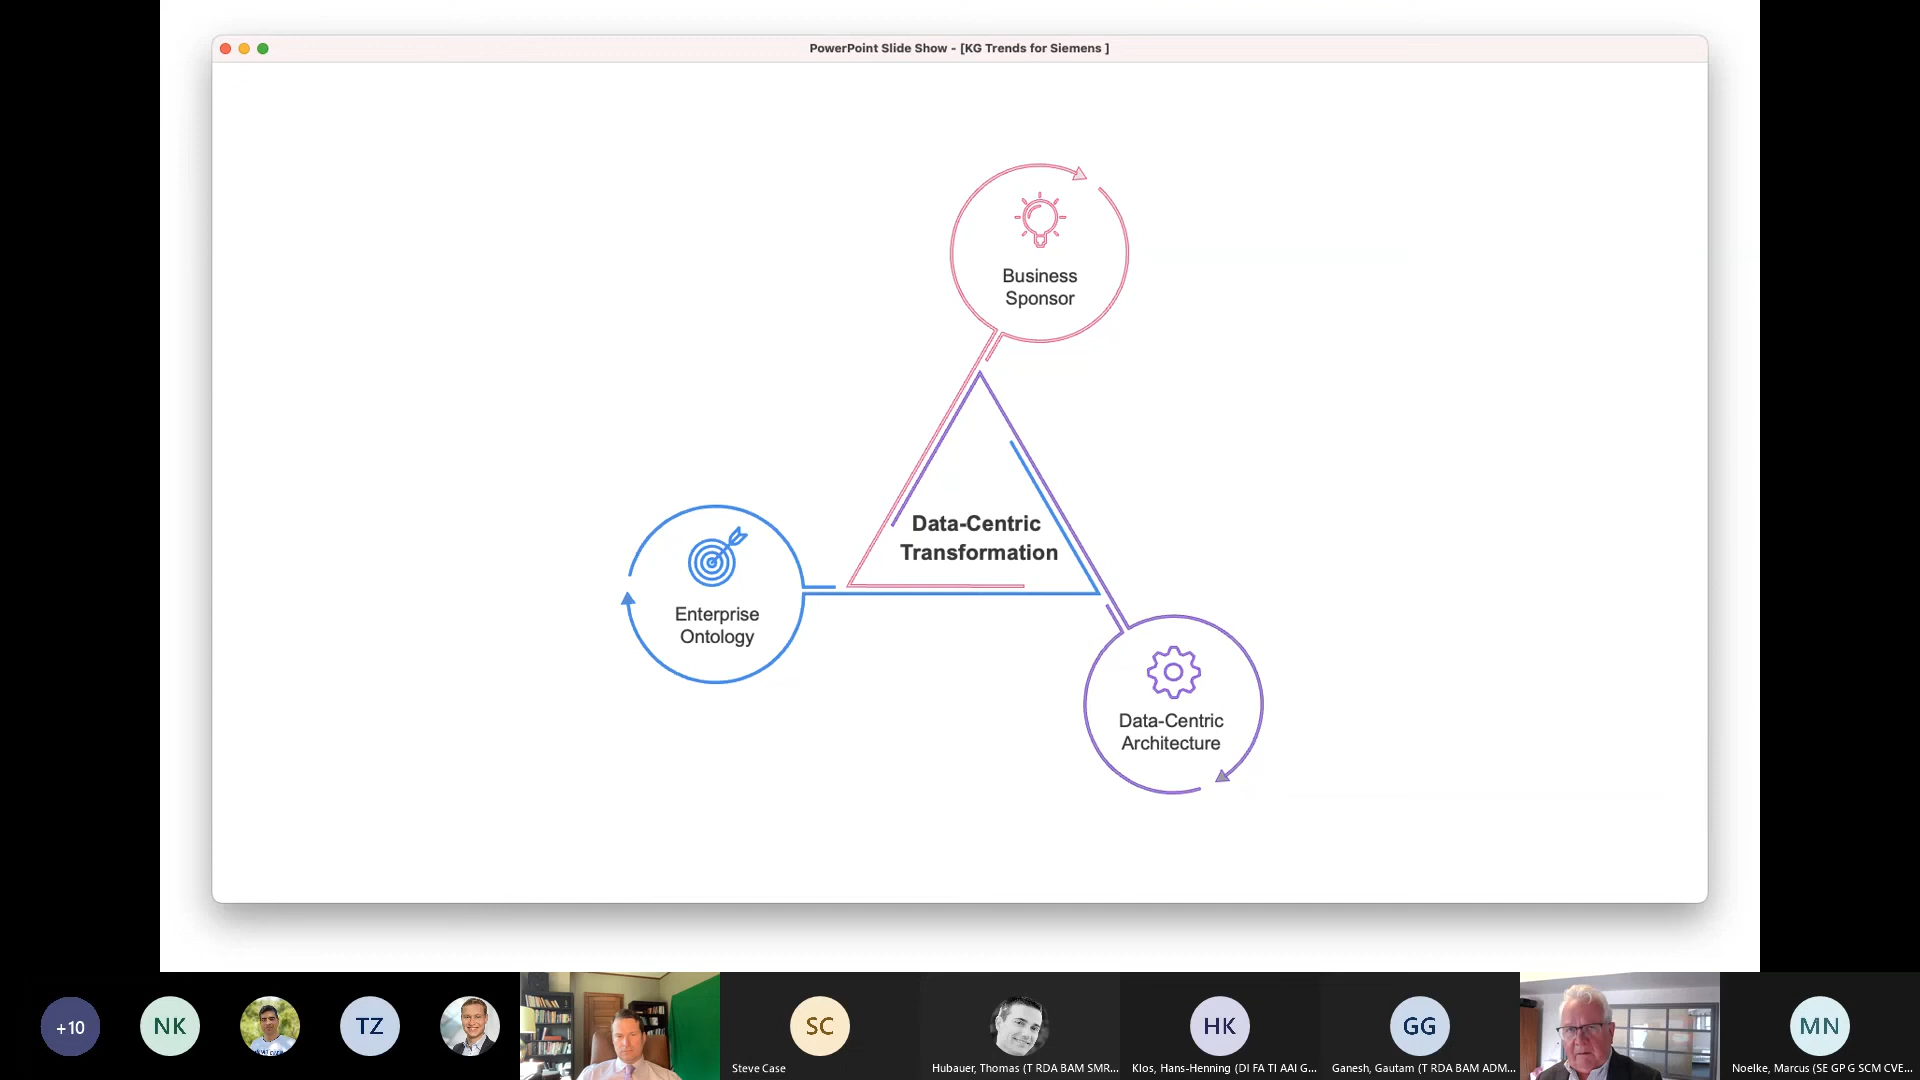 PowerPoint Slide Show - [KG Trends for Siemens ]
Business
Sponsor
Data-Centric
Transformation
Enterprise
Ontology
Data-Centric
Architecture
+10
NK
TZ
SC
HK
GG
MN
Steve Case
Hubauer, Thomas (T RDA BAM SMR...
Klos, Hans-Henning (DI FA TI AAI G...
Ganesh, Gautam (T RDA BAM ADM...
Noelke, Marcus (SE GP G SCM CVE...